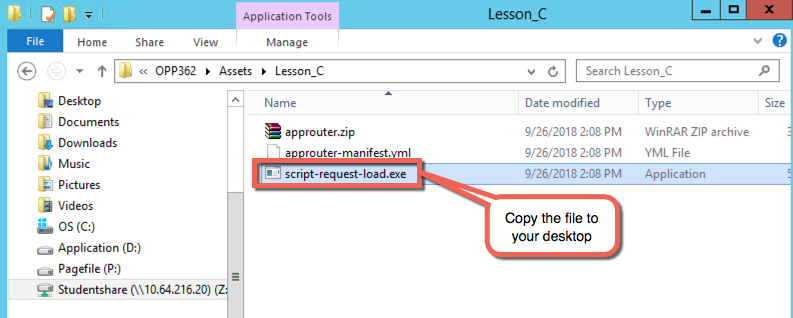 Application Tools
Lesson_C
File
Home
Share
View
Manage
« OPP362 Assets Lesson_C
Search Lesson_C
Desktop
Documents
Downloads
Music
Pictures
Videos
OS (C:)
Application (D:)
Pagefile (P:)
Studentshare (\\10.64.216.20) (Z:
Name Date modified Type Size
approuter.zip 9/26/2018 2:08 PM WinRAR ZIP archive
approuter-manifest.yml 9/26/2018 2:08 PM YML File
script-request-load.exe 9/26/2018 2:08 PM Application
Copy the file to
your desktop